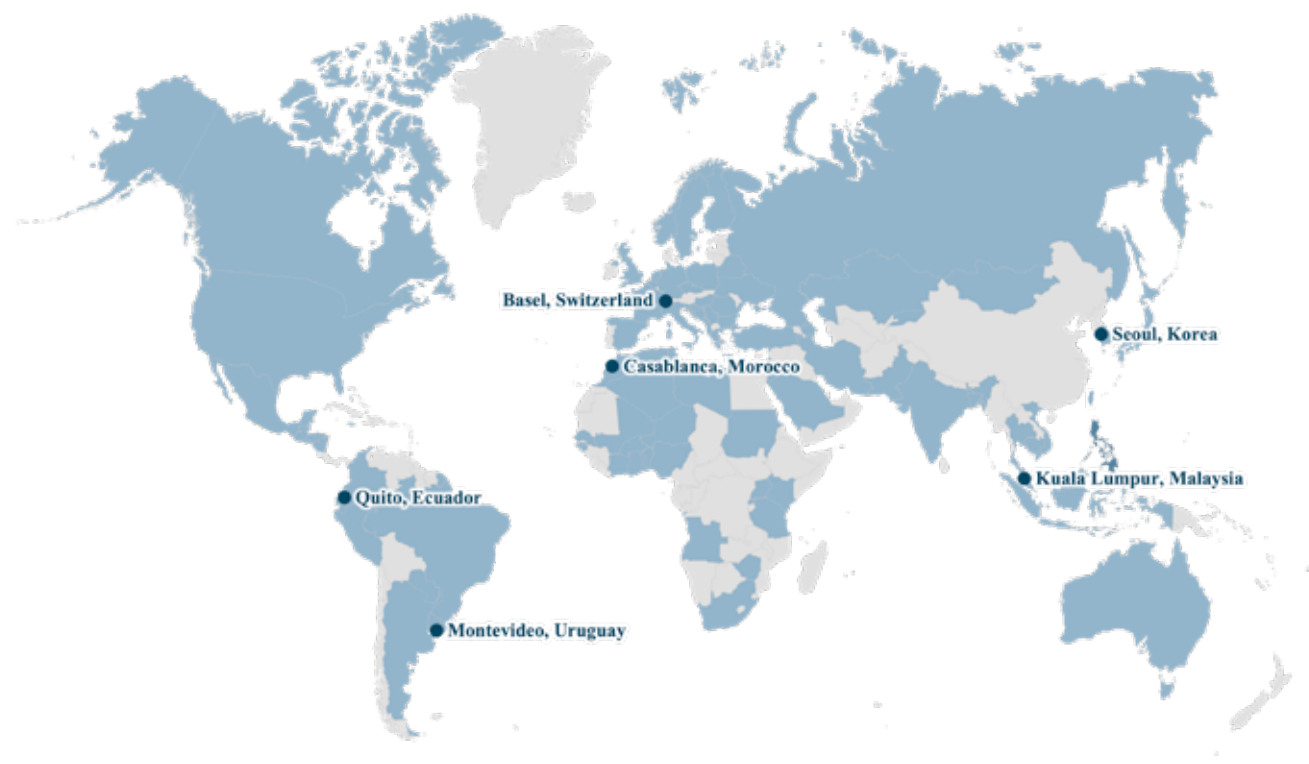 Basel, Switzerland
Seoul, Korea
Casablanca, Morocco
Kuala Lumpur, Malaysia
Quito, Ecuador
Montevideo, Uruguay